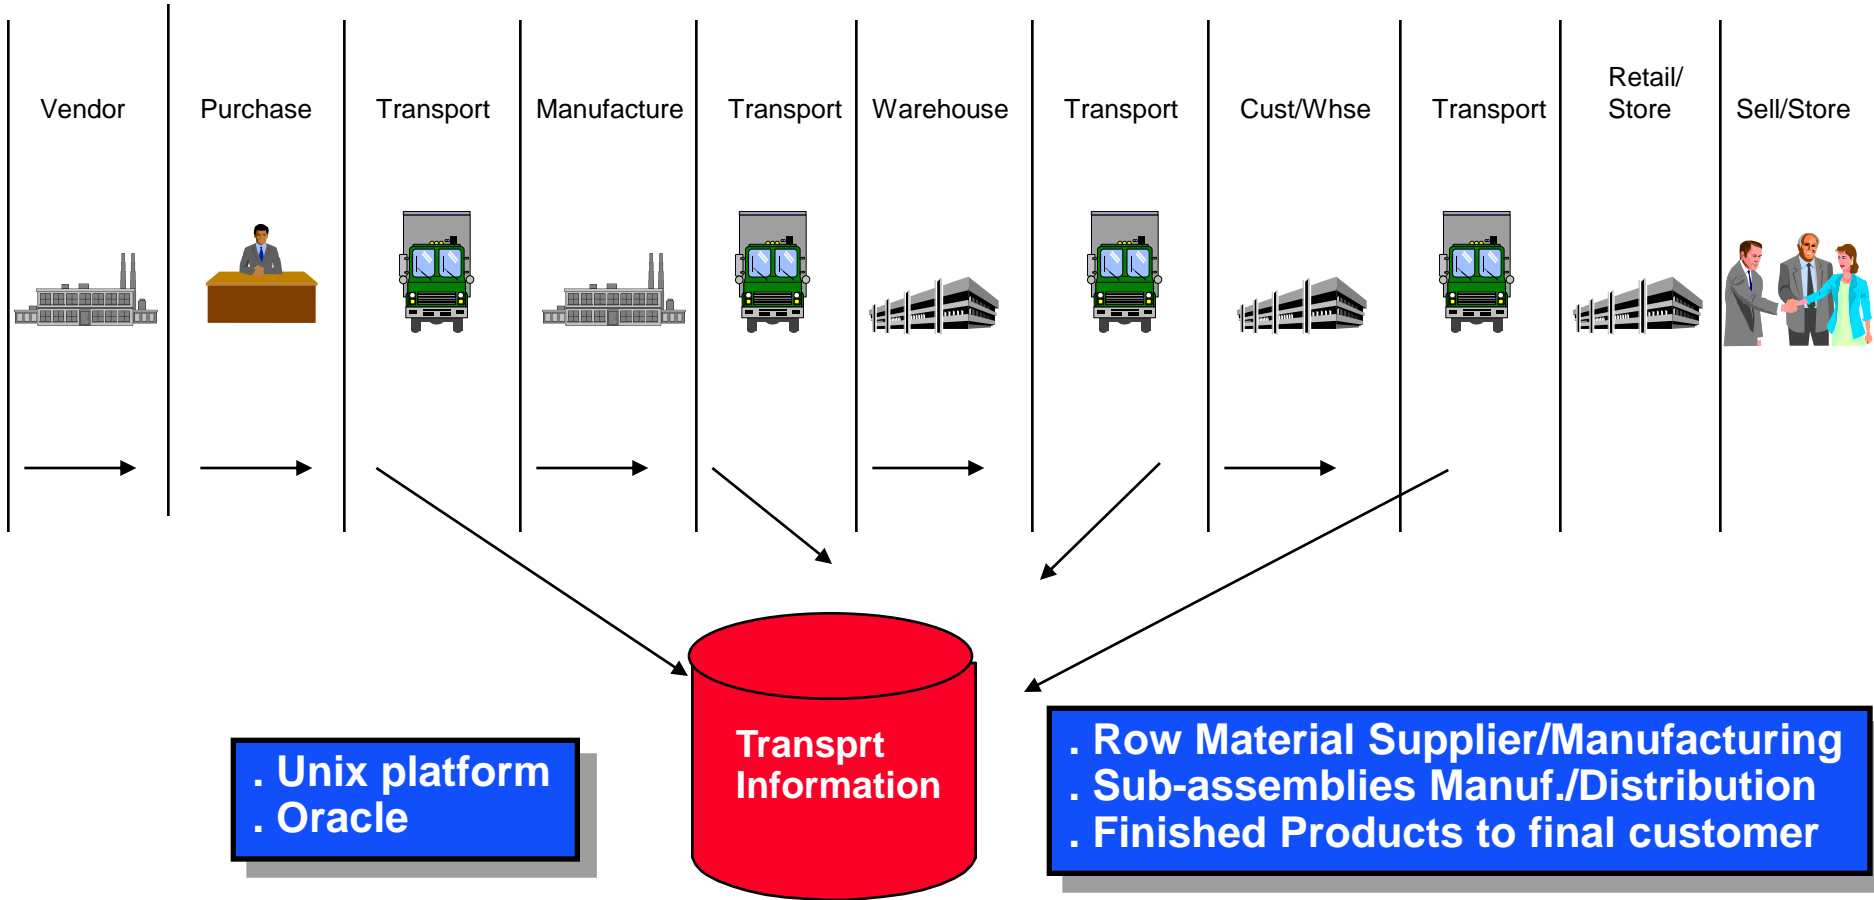 Vendor
Purchase
Transport
Manufacture
Transport
Warehouse
Transport
Cust/Whse
Transport
Retail/
Store
Sell/Store
Transprt
Information
. Unix platform
. Oracle
. Row Material Supplier/Manufacturing
. Sub-assemblies Manuf./Distribution
. Finished Products to final customer